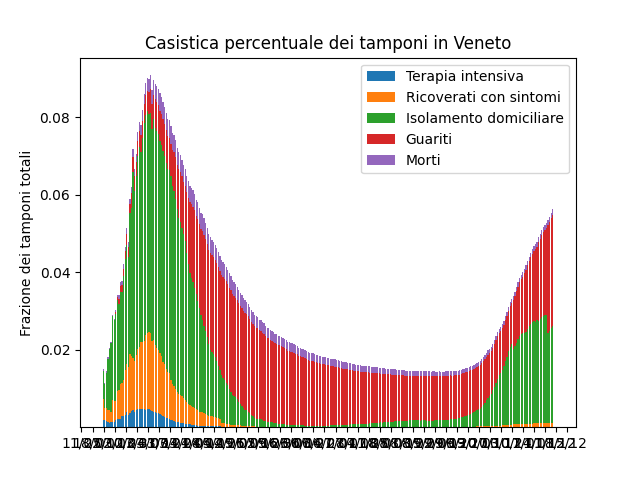 Casistica percentuale dei tamponi in Veneto
Terapia intensiva
Ricoverati con sintomi
Isolamento domiciliare
Guariti
Morti
Frazione dei tamponi totali
0.08
0.06
0.04
0.02